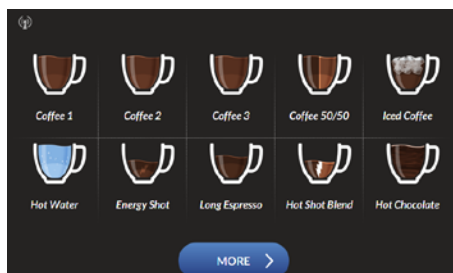 Coffee 1 Coffee 2 Coffee 3 Coffee 50/50 Iced Coffee
Hot Water Energy Shot Long Espresso Hot Shot Blend Hot Chocolate
MORE